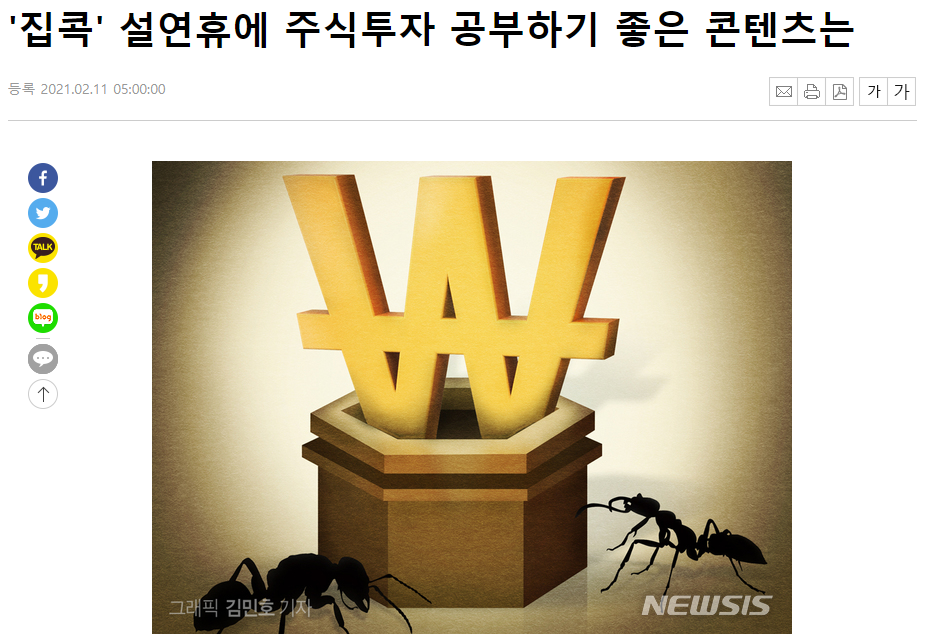 '집콕' 설연휴에 주식투자 공부하기 좋은 콘텐츠는
등록 2021.02.11 05:00:00
가 가
TALK
blog
그래픽 김민호 기자
NEWSIS